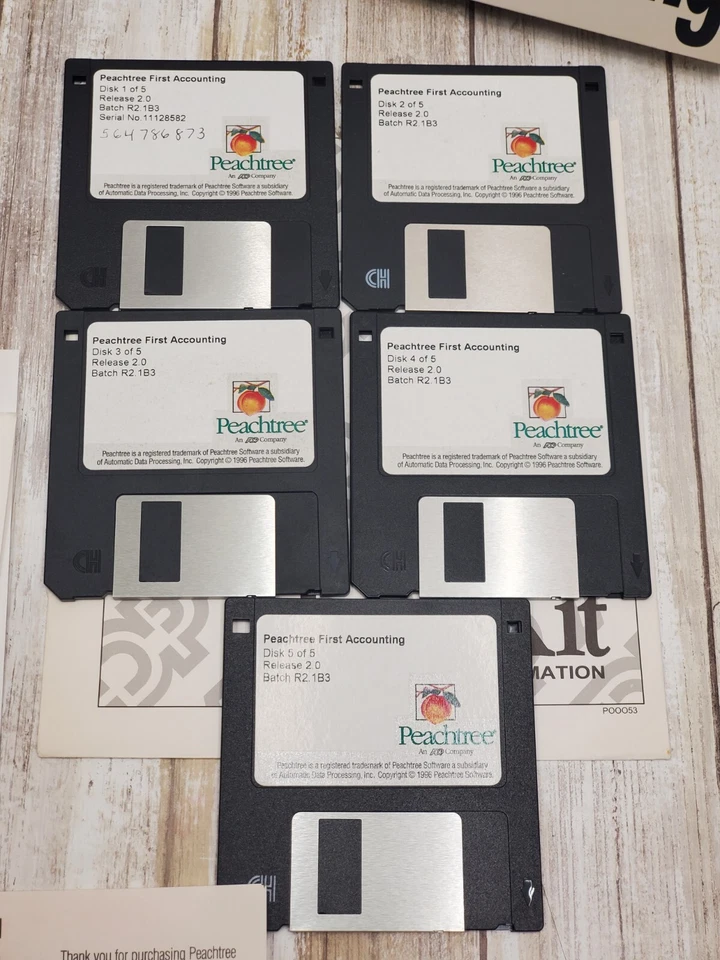 Peachtree First Accounting
Disk 1 of 5
Release 2.0
Batch R2.1B3
Serial No.11128582
564786873
Peachtree®
An ADP Company
Peachtree is a registered trademark of Peachtree Software a subsidiary
of Automatic Data Processing, Inc. Copyright © 1996 Peachtree Software.
Peachtree First Accounting
Disk 2 of 5
Release 2.0
Batch R2.1B3
Peachtree®
An ADP Company
Peachtree is a registered trademark of Peachtree Software a subsidiary
of Automatic Data Processing, Inc. Copyright © 1996 Peachtree Software.
CH
Peachtree First Accounting
Disk 3 of 5
Release 2.0
Batch R2.1B3
Peachtree®
An ADP Company
Peachtree is a registered trademark of Peachtree Software a subsidiary
of Automatic Data Processing, Inc. Copyright © 1996 Peachtree Software.
CH
Peachtree First Accounting
Disk 4 of 5
Release 2.0
Batch R2.1B3
Peachtree®
An ADP Company
Peachtree is a registered trademark of Peachtree Software a subsidiary
of Automatic Data Processing, Inc. Copyright © 1996 Peachtree Software.
CH
Peachtree First Accounting
Disk 5 of 5
Release 2.0
Batch R2.1B3
Peachtree®
An ADP Company
Peachtree is a registered trademark of Peachtree Software a subsidiary
of Automatic Data Processing, Inc. Copyright © 1996 Peachtree Software.
CH
it
MATION
P00053
Thank you for purchasing Peachtree